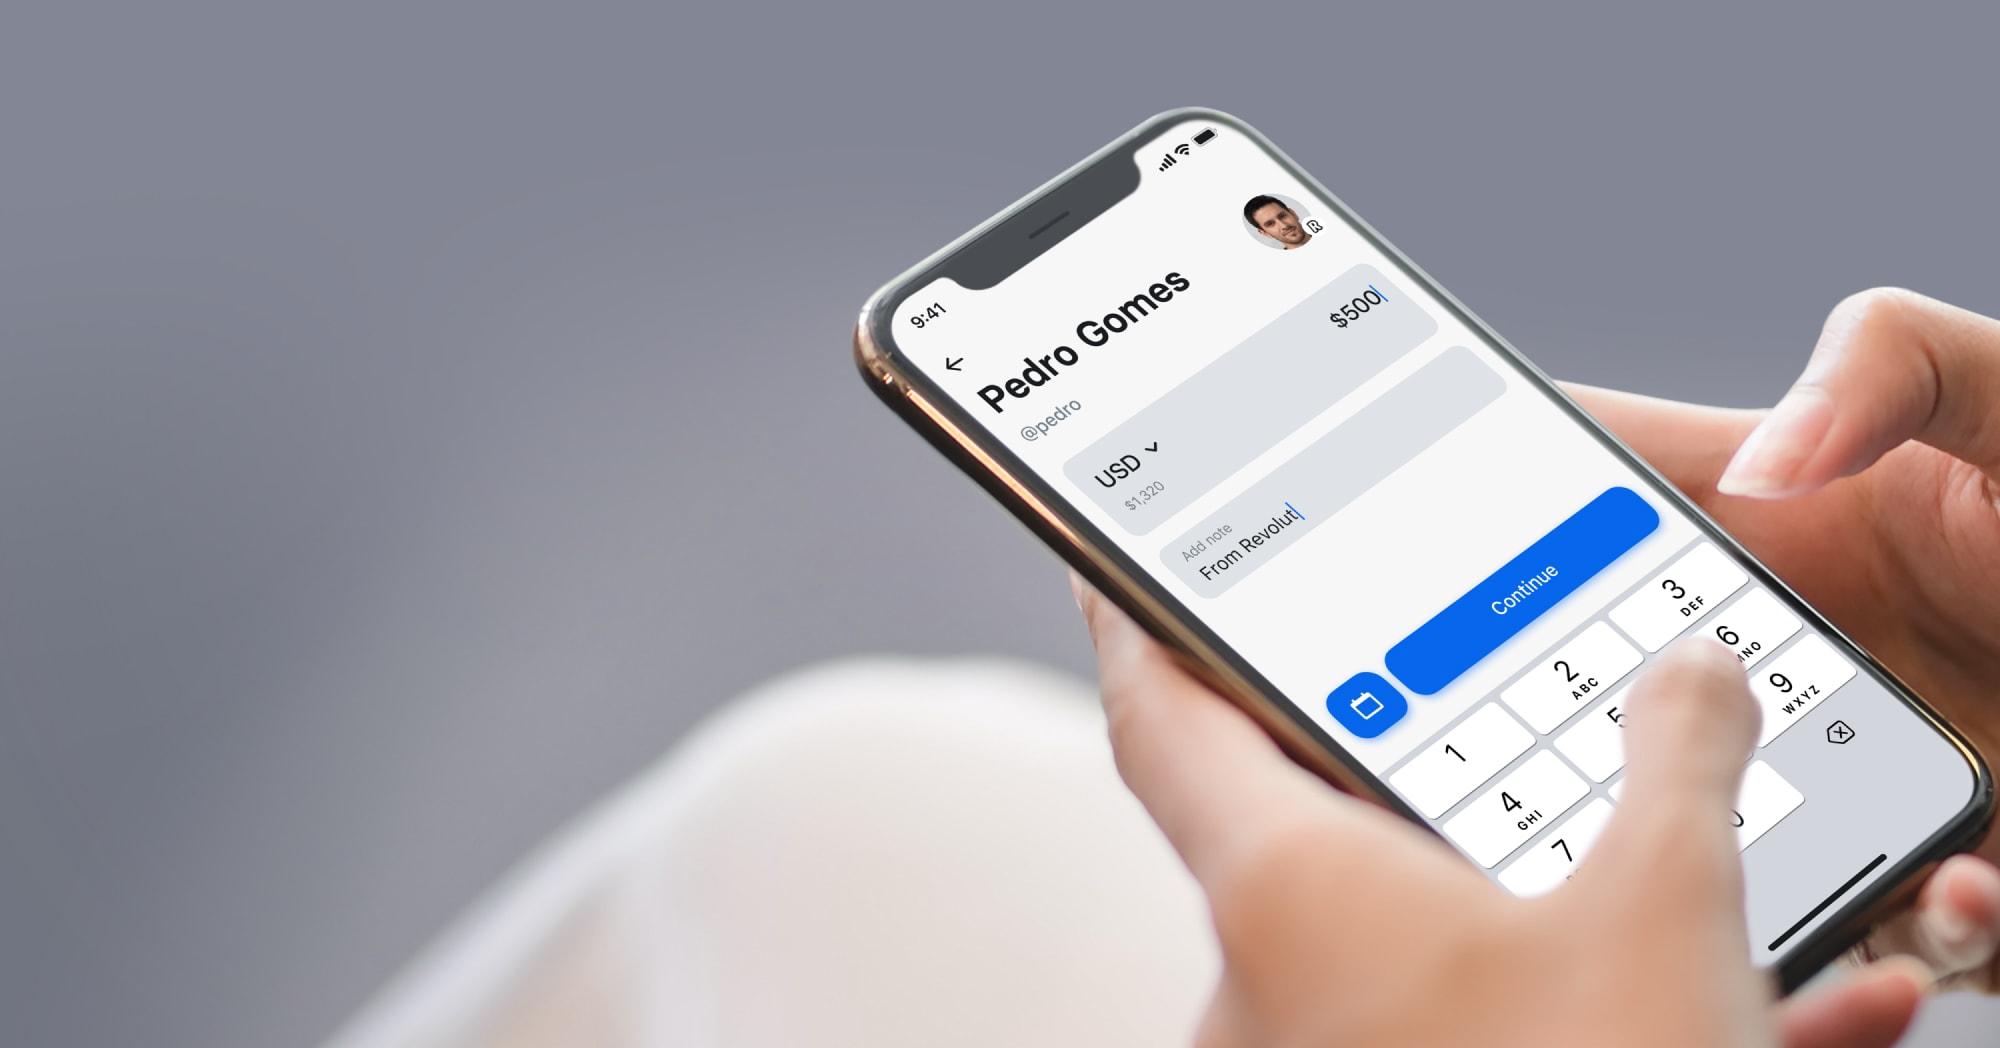 9:41
Pedro Gomes
@pedro
USD
$500
$1,320
Add note
From Revolut
Continue
1
2
ABC
3
DEF
4
GHI
5
6
MNO
7
9
WXYZ